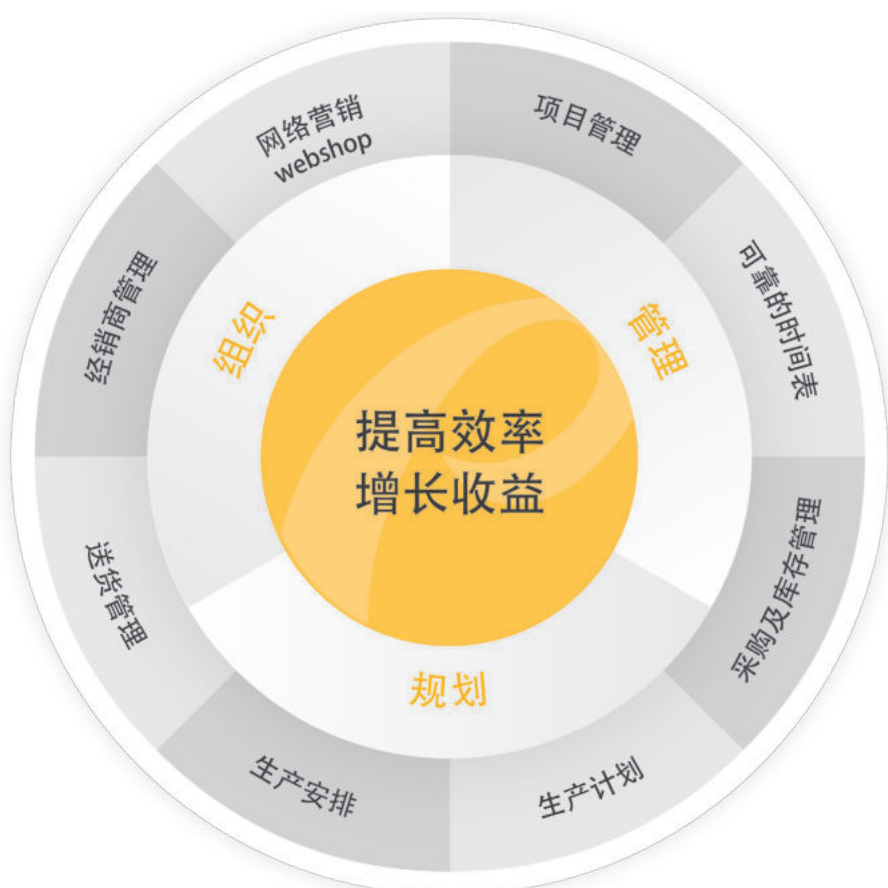 网络营销
webshop
项目管理
可靠的时间表
采购及库存管理
生产计划
生产安排
送货管理
经销商管理
组织
管理
规划
提高效率
增长收益